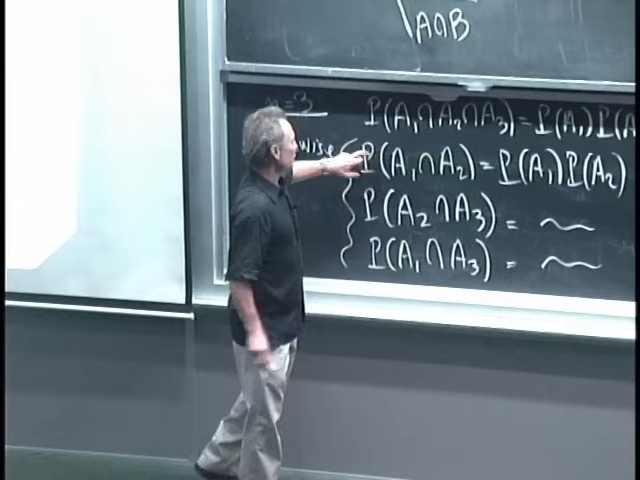 A∩B
n=3
P(A₁∩A₂∩A₃)=P(A₁)P(A
wise
P(A₁∩A₂)=P(A₁)P(A₂)
P(A₂∩A₃)= ~
P(A₁∩A₃)= ~